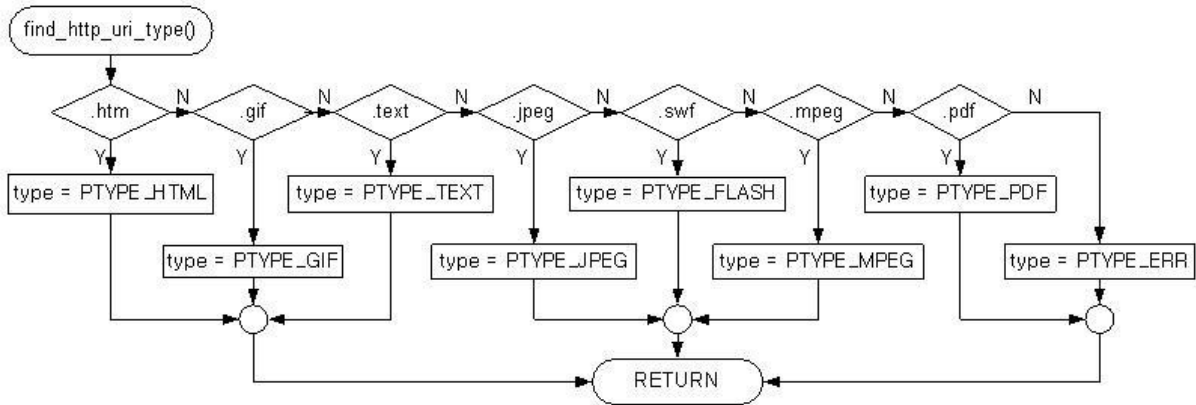 find_http_uri_type()
N N N N N N N
.htm .gif .text .jpeg .swf .mpeg .pdf
Y Y Y Y Y Y Y
type = PTYPE_HTML type = PTYPE_TEXT type = PTYPE_FLASH type = PTYPE_PDF
type = PTYPE_GIF type = PTYPE_JPEG type = PTYPE_MPEG type = PTYPE_ERR
RETURN